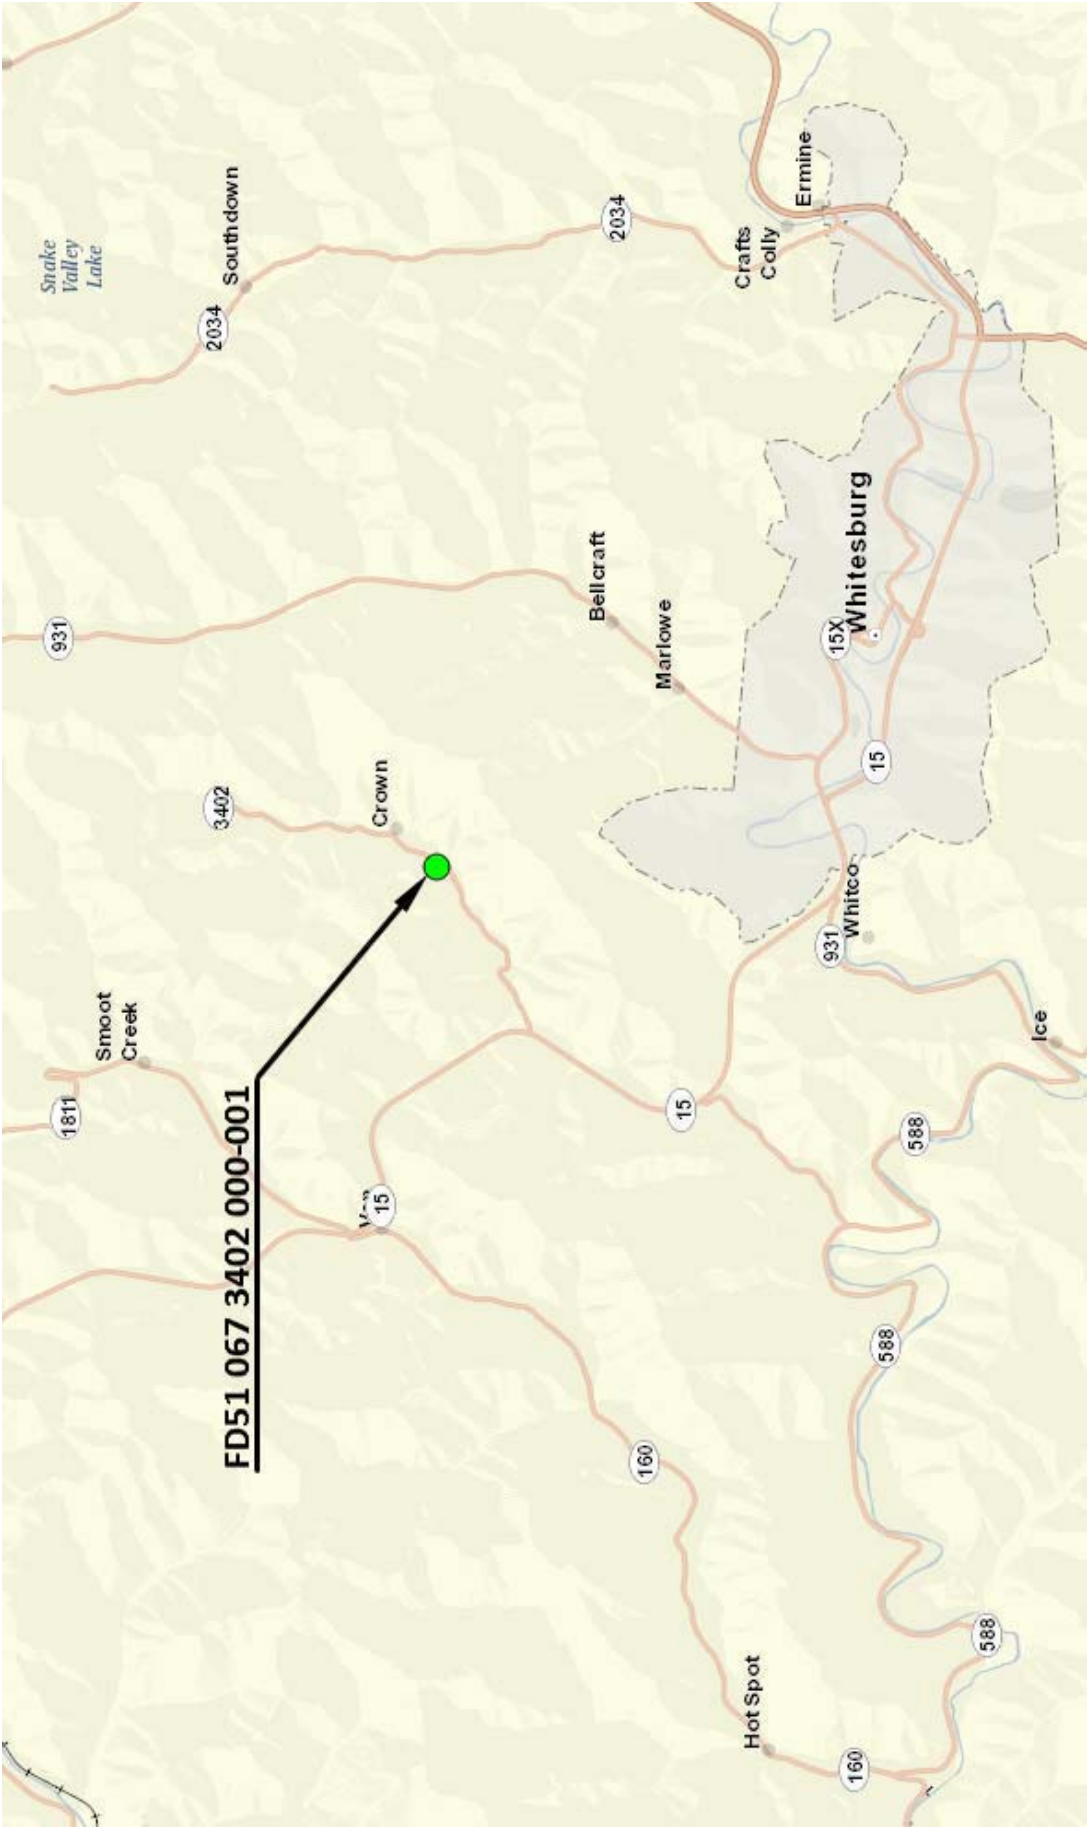 Snake
Valley
Lake
931
1811
Smoot
Creek
2034
3402
Southdown
FD51 067 3402 000-001
Crown
15
Bellcraft
2034
160
Marlowe
15
Crafts
Colly
Hot Spot
Ermine
931
15X
Whitco
160
Whitesburg
15
588
588
588
Ice